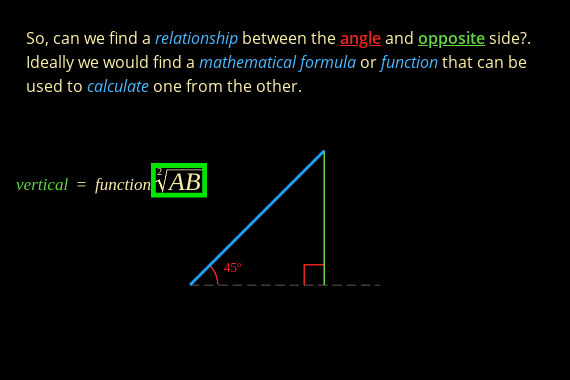 So, can we find a relationship between the angle and opposite side?.
Ideally we would find a mathematical formula or function that can be
used to calculate one from the other.
vertical = function ²√AB
45°